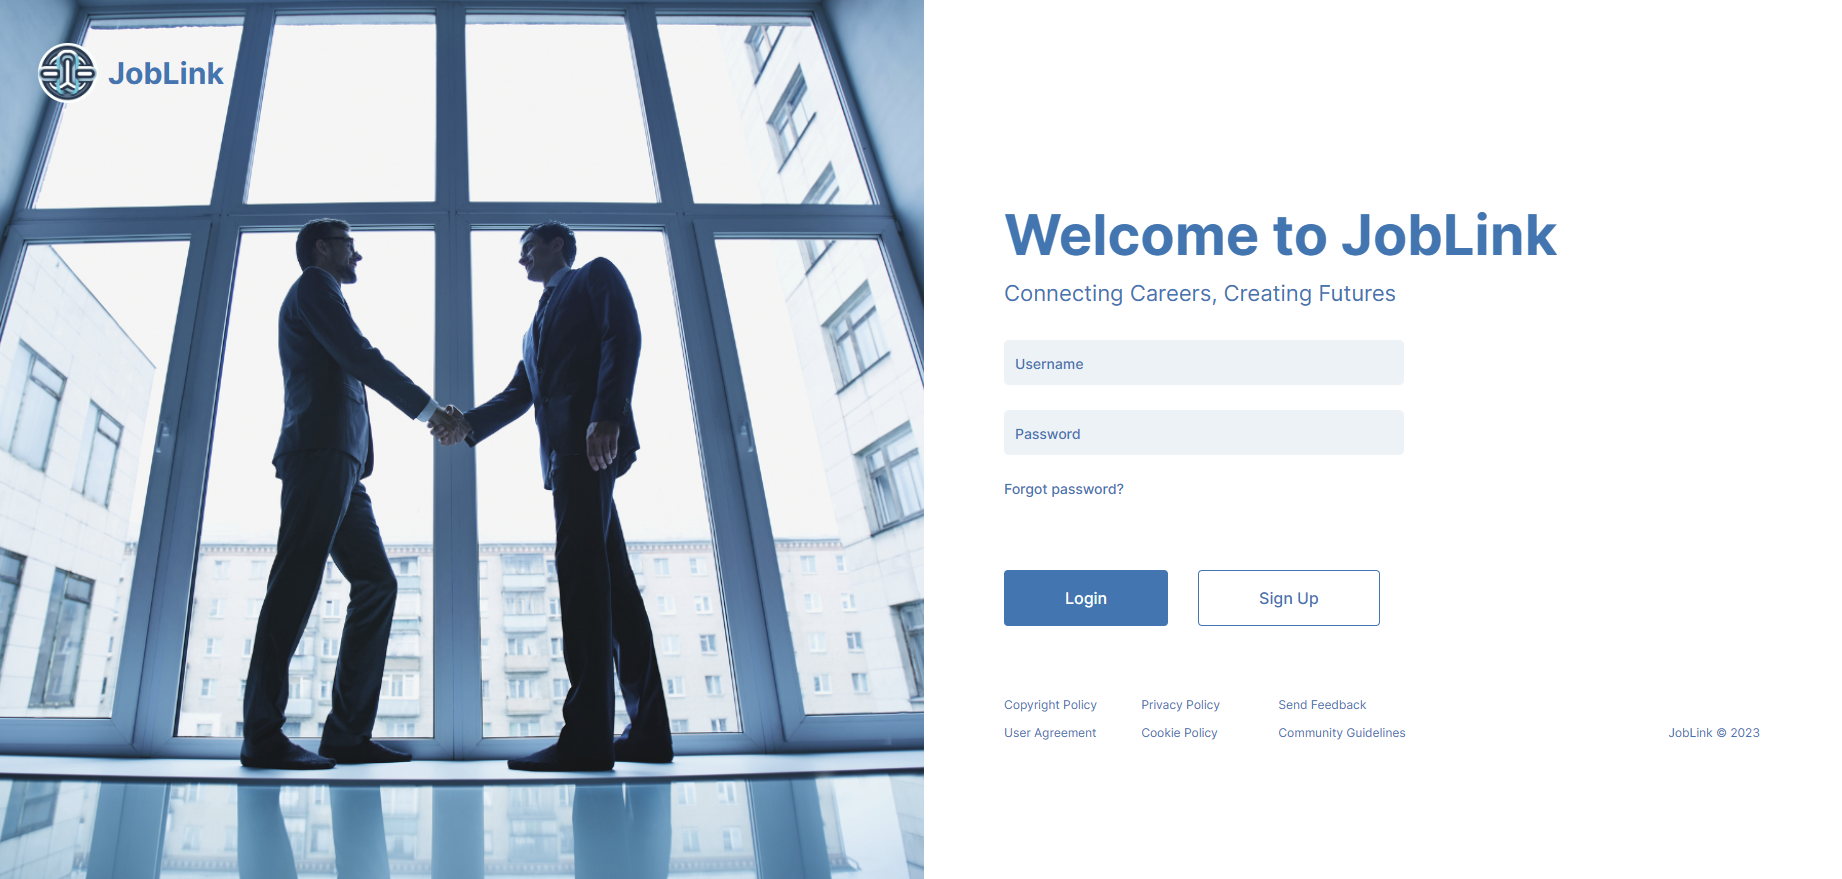 JobLink
Welcome to JobLink
Connecting Careers, Creating Futures
Username
Password
Forgot password?
Login
Sign Up
Copyright Policy
Privacy Policy
Send Feedback
User Agreement
Cookie Policy
Community Guidelines
JobLink © 2023